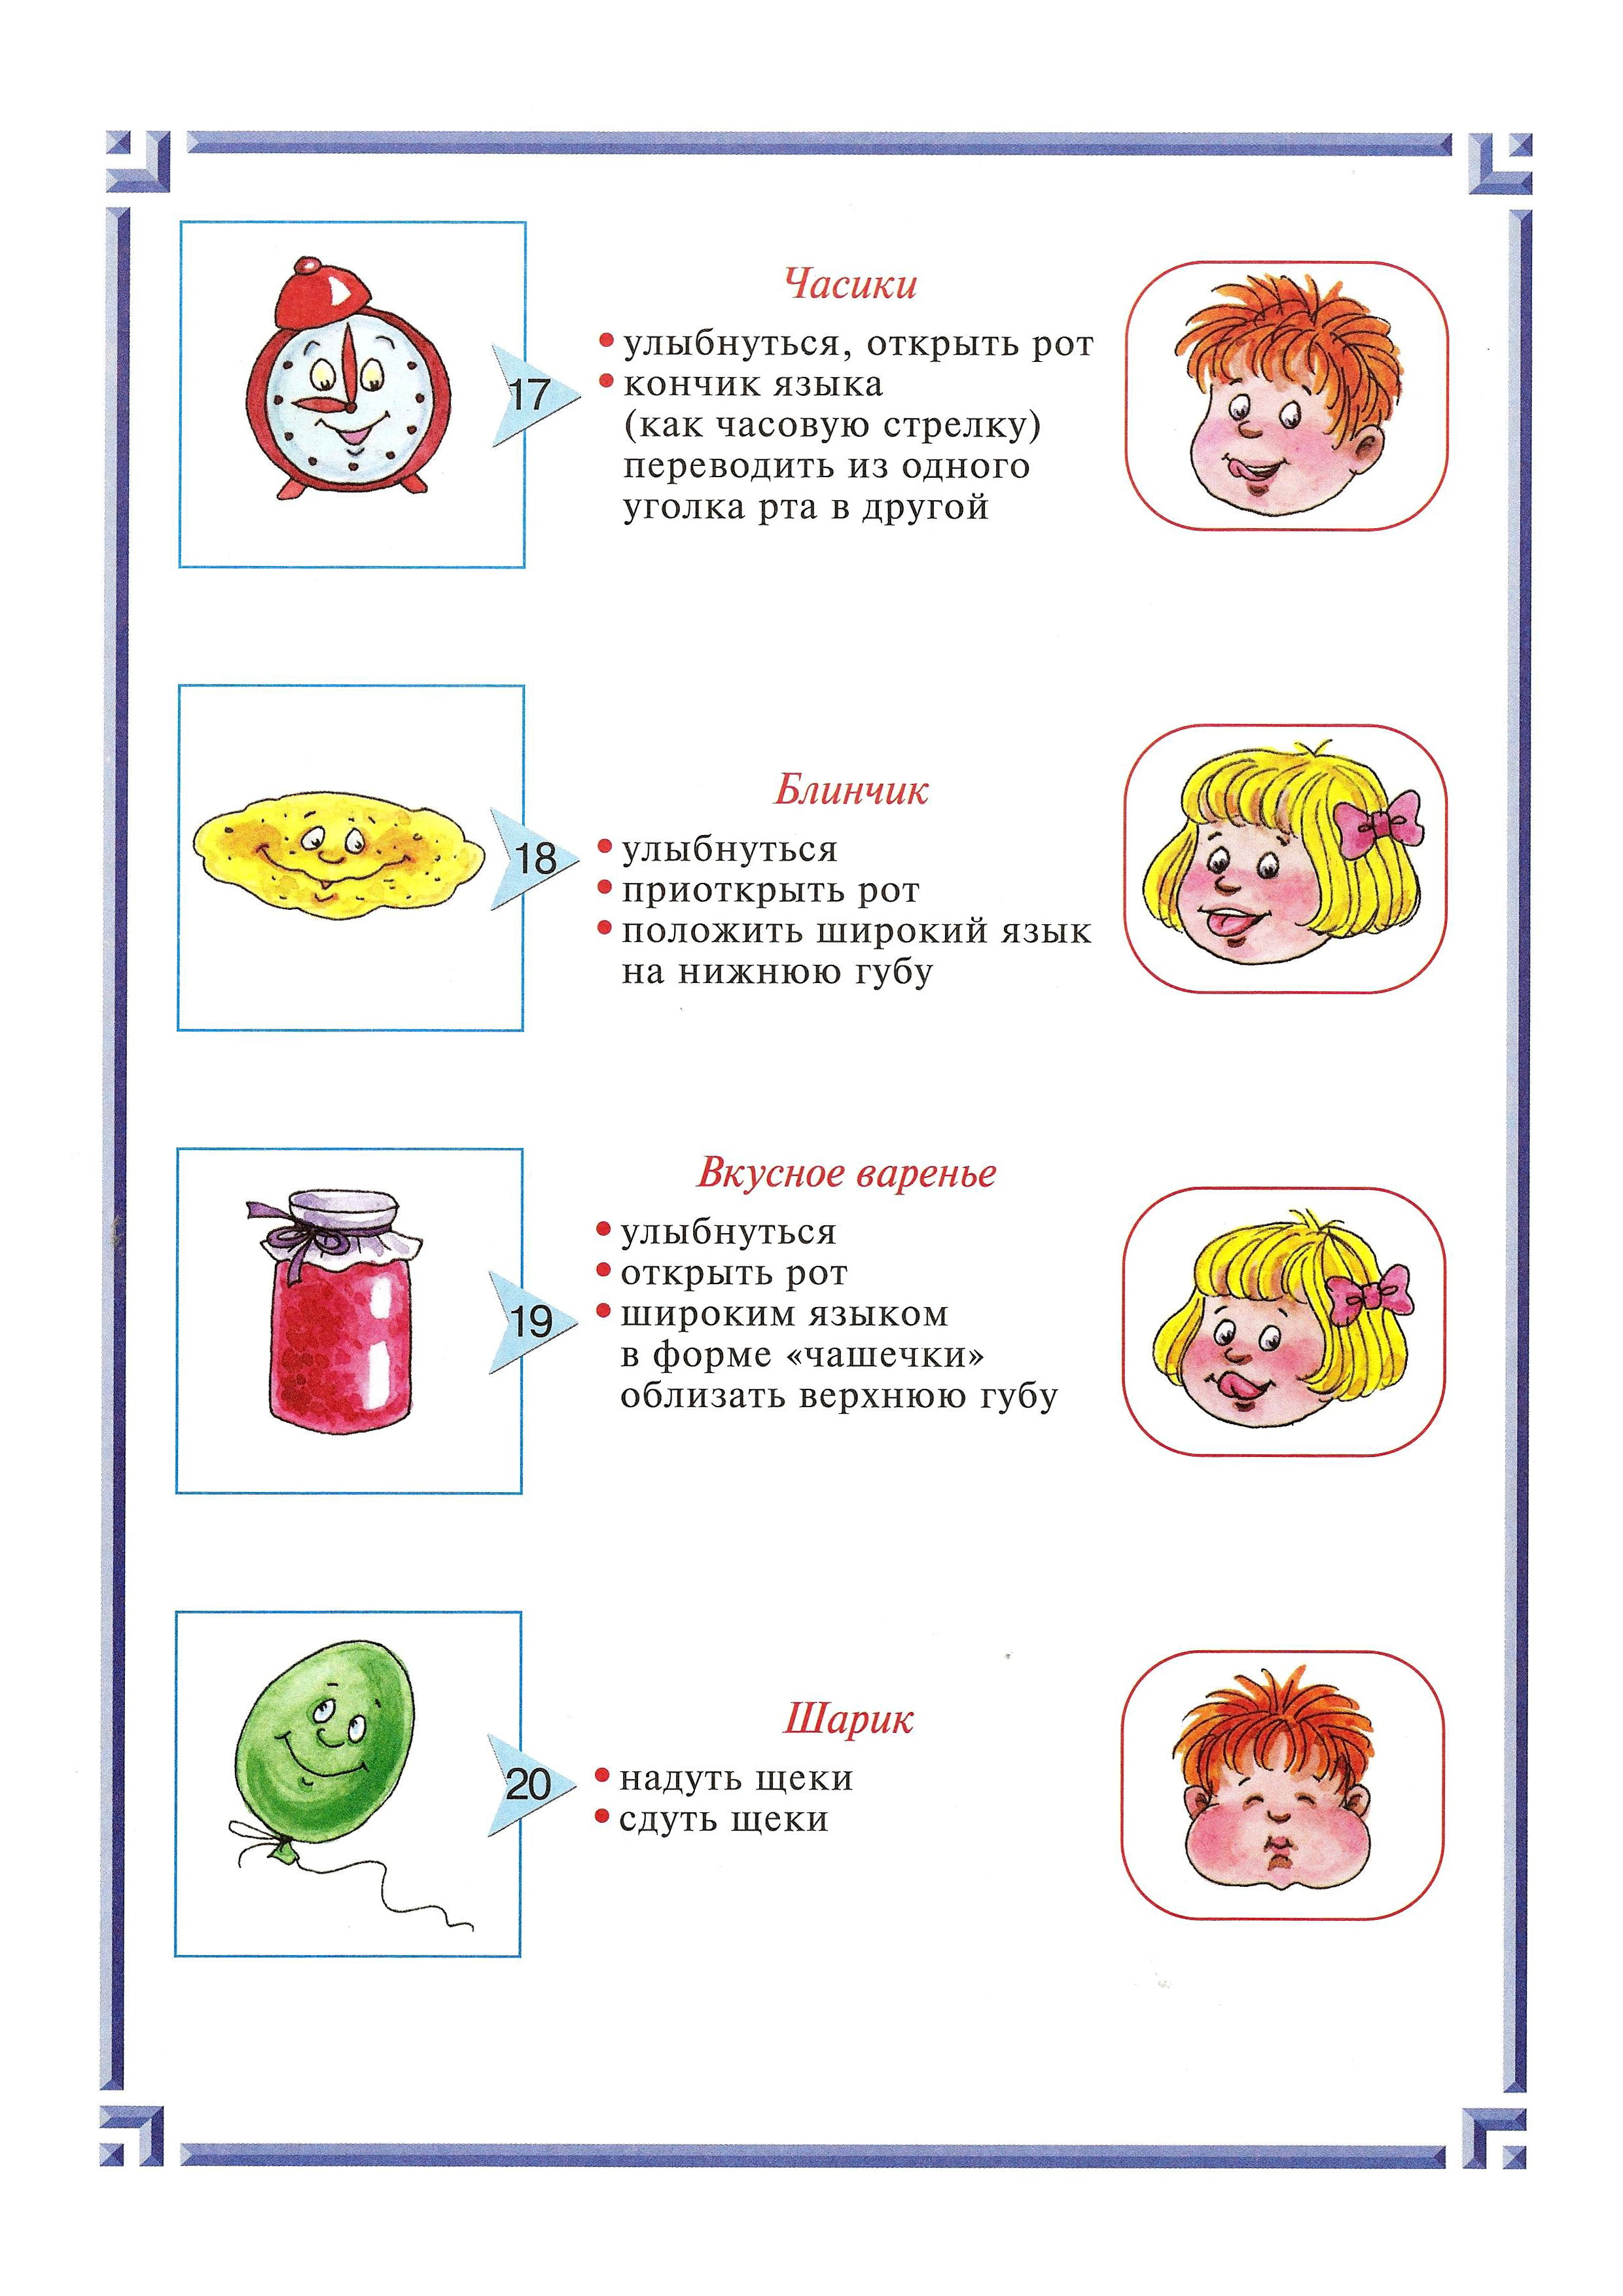 Часики
17
• улыбнуться, открыть рот
• кончик языка
(как часовую стрелку)
переводить из одного
уголка рта в другой
Блинчик
18
• улыбнуться
• приоткрыть рот
• положить широкий язык
на нижнюю губу
Вкусное варенье
19
• улыбнуться
• открыть рот
• широким языком
в форме «чашечки»
облизать верхнюю губу
Шарик
20
• надуть щеки
• сдуть щеки